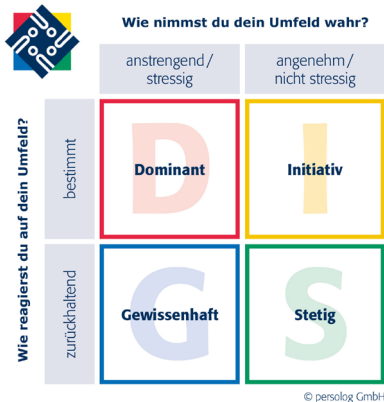 Wie nimmst du dein Umfeld wahr?
anstrengend/
stressig
angenehm/
nicht stressig
Wie reagierst du auf dein Umfeld?
bestimmt
D
Dominant
I
Initiativ
zurückhaltend
G
Gewissenhaft
S
Stetig
© persolog GmbH